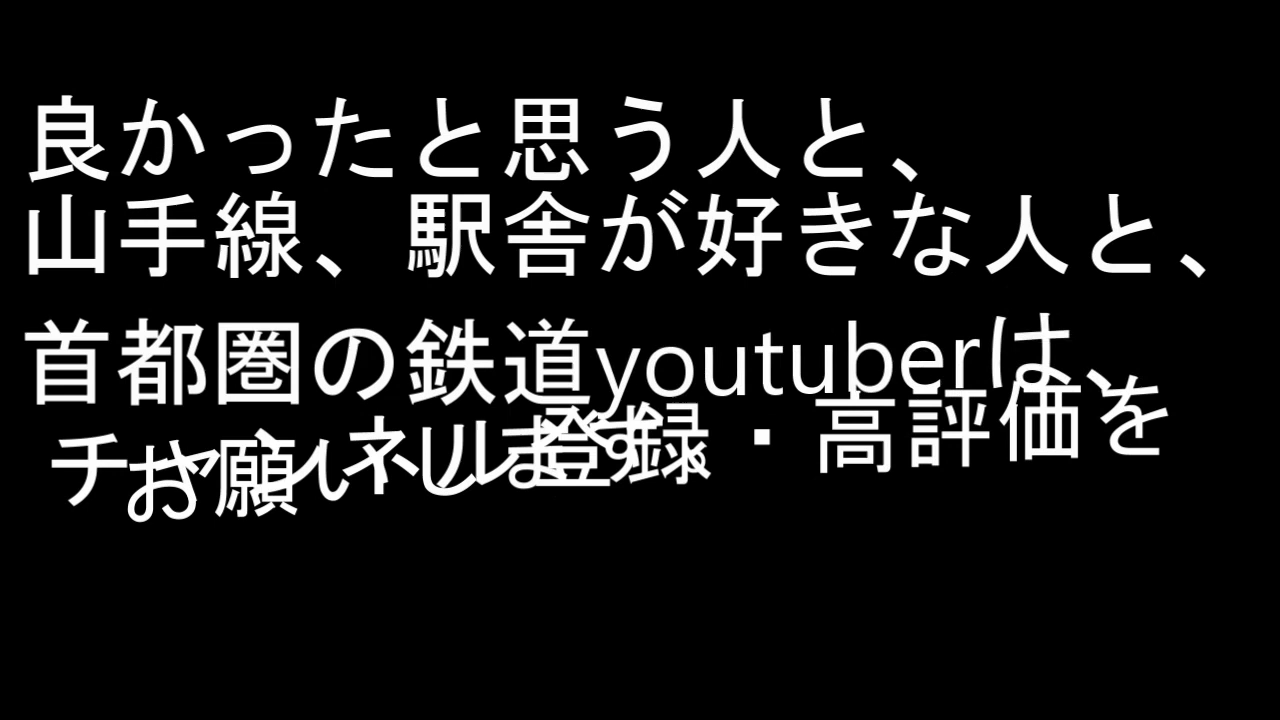 良かったと思う人と、
山手線、駅舎が好きな人と、
首都圏の鉄道youtuberは、
チャンネル登録・高評価を
お願いします。